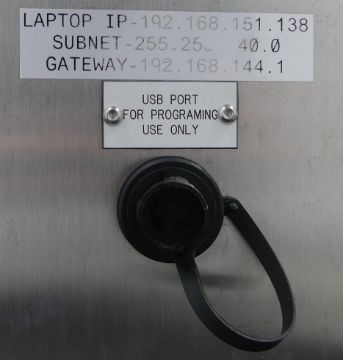 LAPTOP IP-192.168.151.138
SUBNET-255.25 40.0
GATEWAY-192.168.144.1
USB PORT
FOR PROGRAMING
USE ONLY